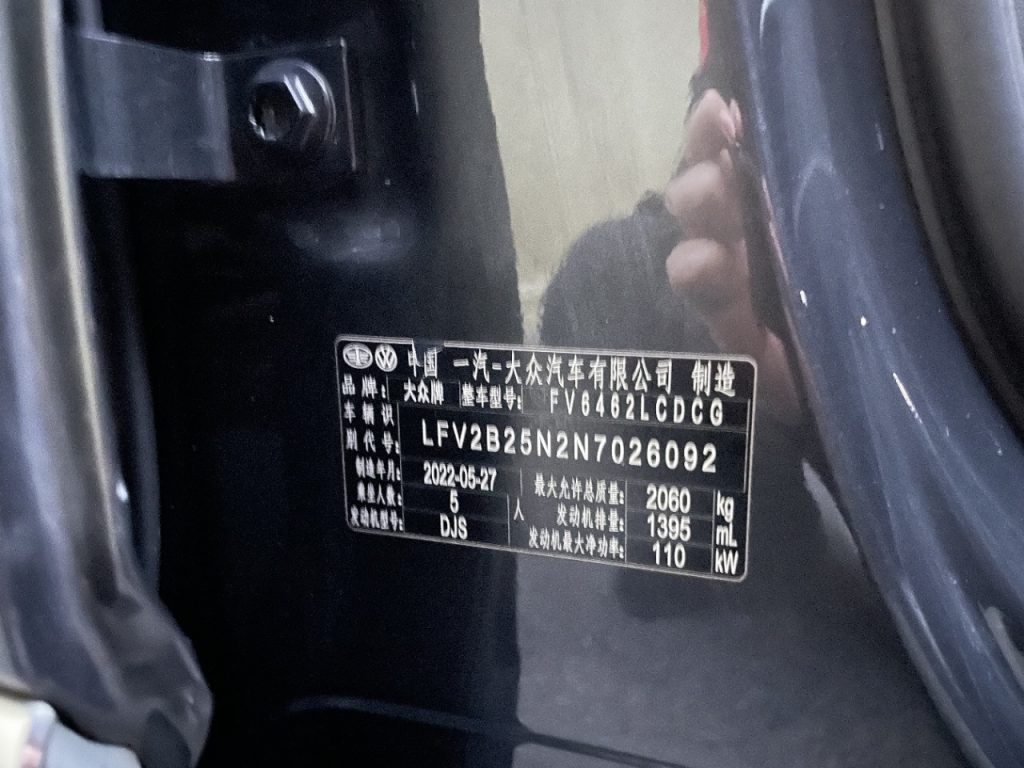 中国 一汽-大众汽车有限公司 制造
品牌: 大众牌 整车型号: FV6462LCDCG
车辆识别代号: LFV2B25N2N7026092
制造年月: 2022-05-27 最大允许总质量: 2060 kg
乘坐人数: 5 人 发动机排量: 1395 mL
发动机型号: DJS 发动机最大净功率: 110 kW